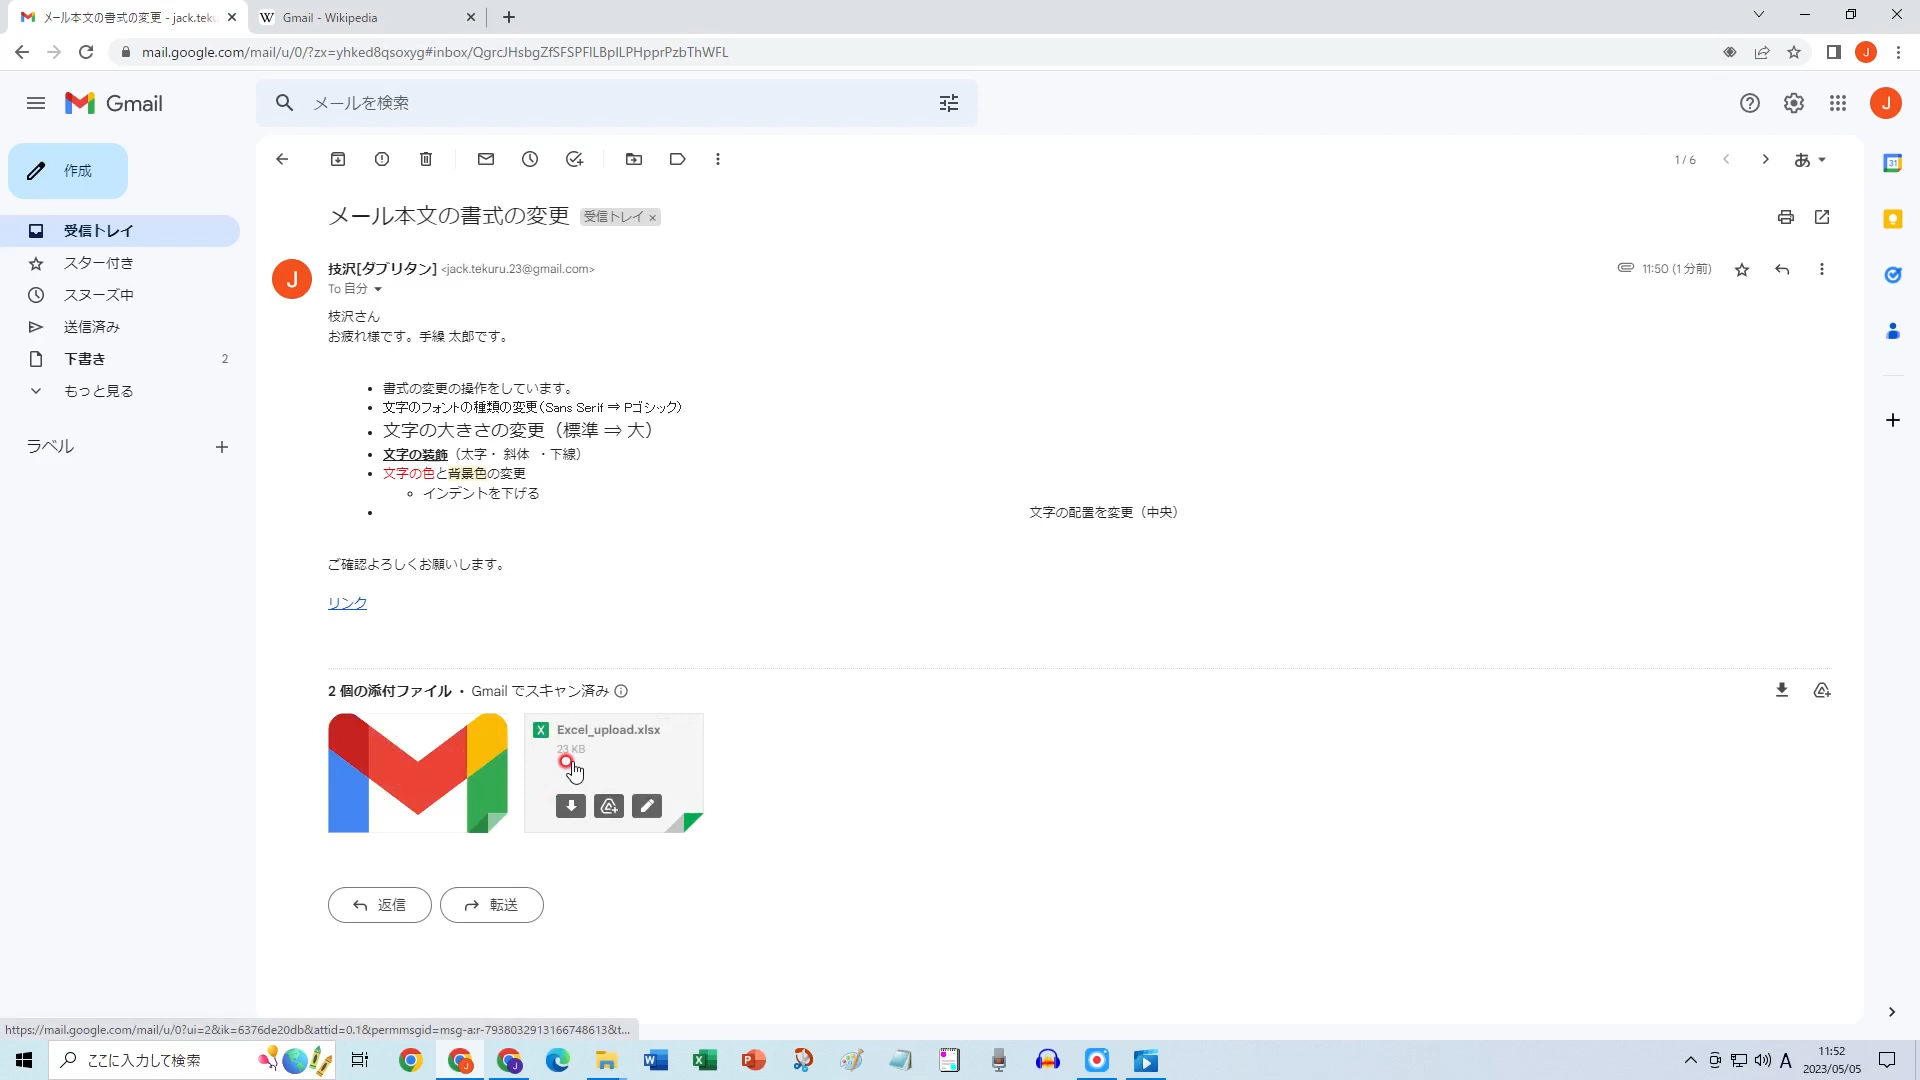 メール本文の書式の変更 - jack.teku
Gmail - Wikipedia
mail.google.com/mail/u/0/?zx=yhked8qsoxyg#inbox/QgrcJHsbgZfSFSPFlLBpILPHpprPzbThWFL
J
Gmail
メールを検索
J
作成
1 / 6
あ
31
受信トレイ
メール本文の書式の変更 受信トレイ ×
スター付き
J
技沢[ダブリタン] <jack.tekuru.23@gmail.com>
11:50 (1 分前)
To 自分
スヌーズ中
枝沢さん
送信済み
お疲れ様です。手繰 太郎です。
下書き 2
もっと見る
書式の変更の操作をしています。
文字のフォントの種類の変更(Sans Serif ⇒ Pゴシック)
文字の大きさの変更（標準 ⇒ 大）
ラベル
文字の装飾（太字・ 斜体 ・下線）
文字の色と背景色の変更
インデントを下げる
文字の配置を変更（中央）
ご確認よろしくお願いします。
リンク
2 個の添付ファイル • Gmail でスキャン済み
X Excel_upload.xlsx
23 KB
返信
転送
https://mail.google.com/mail/u/0?ui=2&ik=6376de20db&attid=0.1&permmsgid=msg-a:r-7938032913166748613&t...
ここに入力して検索
A
11:52
2023/05/05